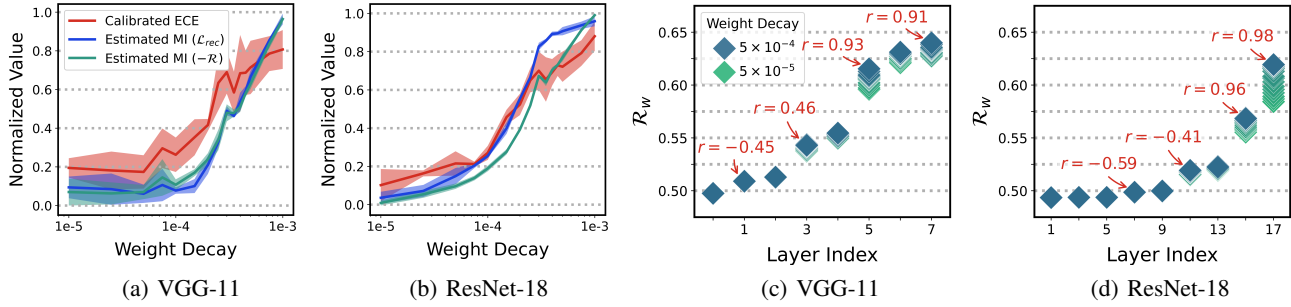 Normalized Value
1.0
0.8
0.6
0.4
0.2
0.0
Calibrated ECE
Estimated MI (ℒrec)
Estimated MI (−ℛ)
1e-5
1e-4
1e-3
Weight Decay
(a) VGG-11
Normalized Value
1.0
0.8
0.6
0.4
0.2
0.0
1e-5
1e-4
1e-3
Weight Decay
(b) ResNet-18
ℛw
0.65
0.60
0.55
0.50
Weight Decay
5 × 10−4
5 × 10−5
r = −0.45
r = 0.46
r = 0.93
r = 0.91
1
3
5
7
Layer Index
(c) VGG-11
ℛw
0.65
0.60
0.55
0.50
r = −0.59
r = −0.41
r = 0.96
r = 0.98
1
5
9
13
17
Layer Index
(d) ResNet-18